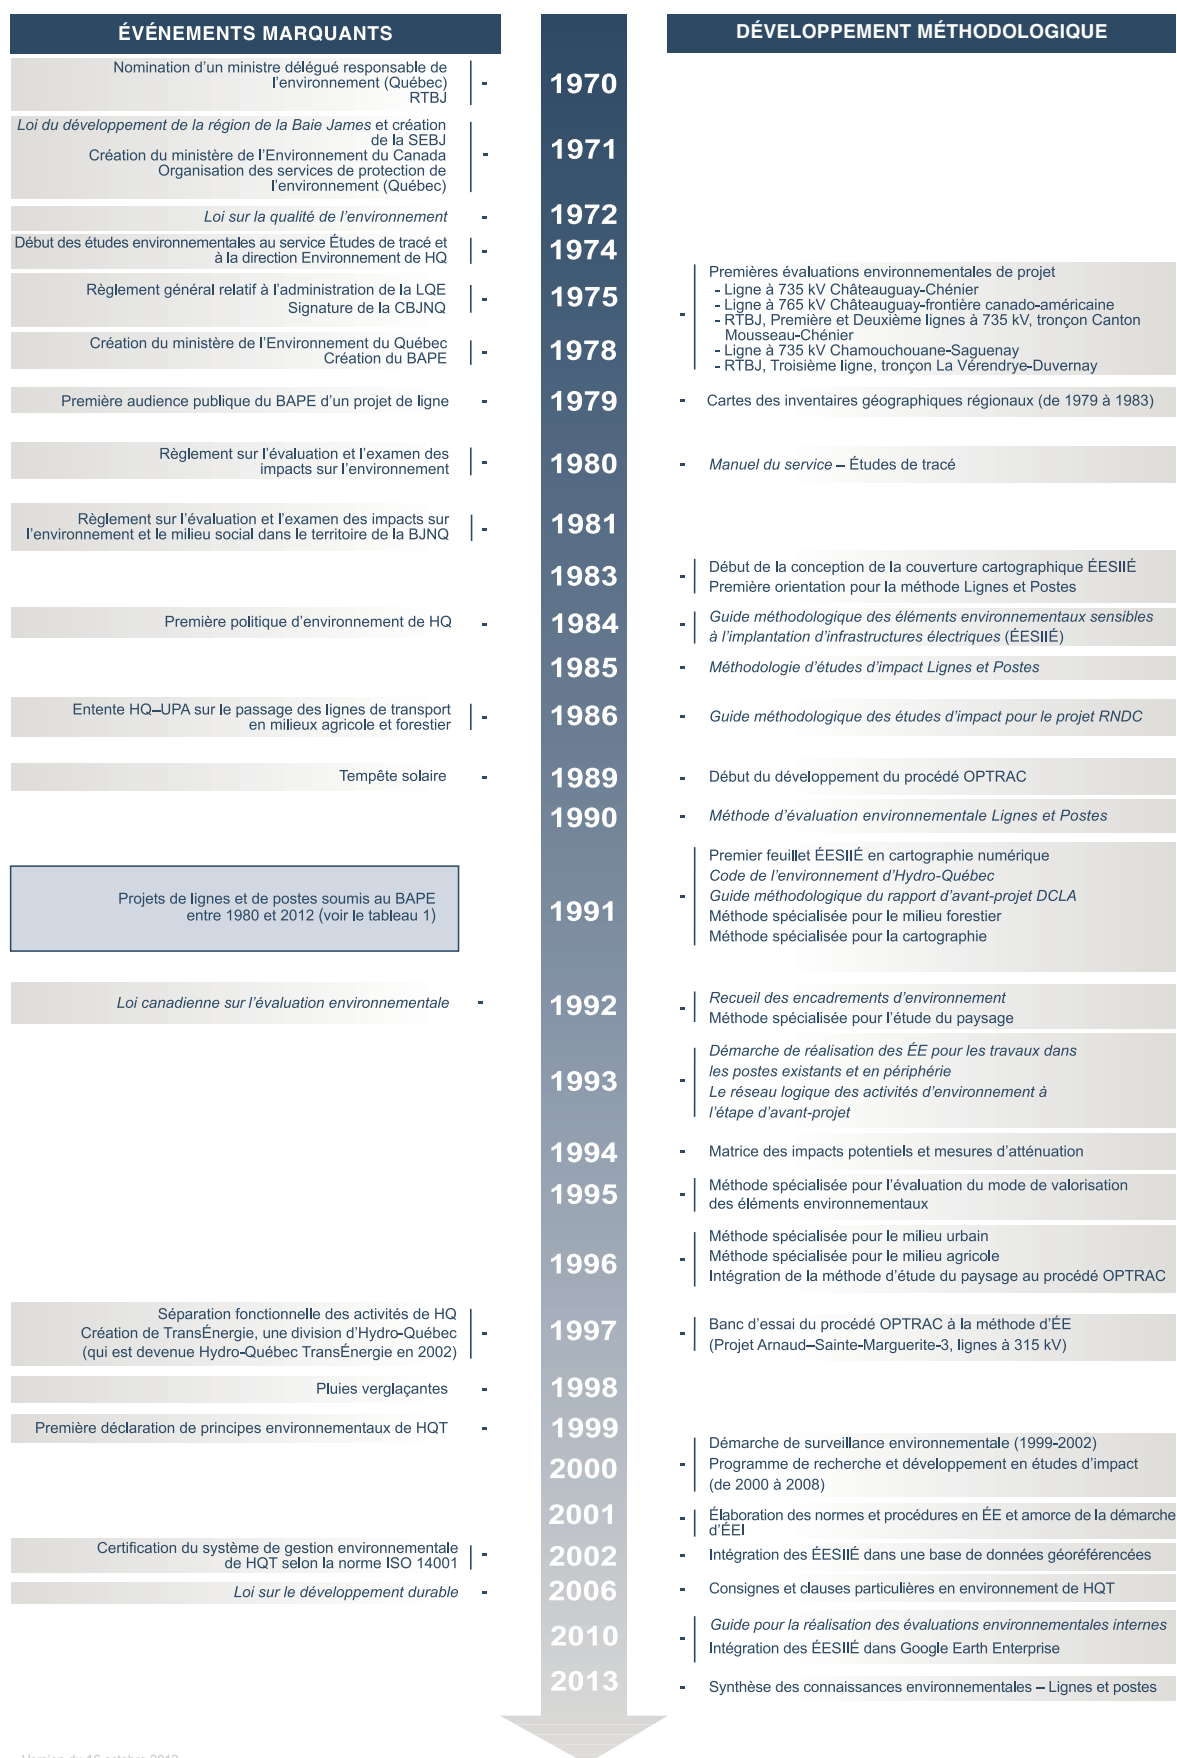 ÉVÉNEMENTS MARQUANTS
DÉVELOPPEMENT MÉTHODOLOGIQUE
Nomination d'un ministre délégué responsable de
l'environnement (Québec)
RTBJ
-
1970
Loi du développement de la région de la Baie James et création
de la SEBJ
Création du ministère de l'Environnement du Canada
Organisation des services de protection de
l'environnement (Québec)
-
1971
Loi sur la qualité de l'environnement -
1972
Début des études environnementales au service Études de tracé et
à la direction Environnement de HQ
-
1974
Règlement général relatif à l'administration de la LQE
Signature de la CBJNQ
1975
Premières évaluations environnementales de projet
- Ligne à 735 kV Châteauguay-Chénier
- Ligne à 765 kV Châteauguay-frontière canado-américaine
- RTBJ, Première et Deuxième lignes à 735 kV, tronçon Canton
Mousseau-Chénier
- Ligne à 735 kV Chamouchouane-Saguenay
- RTBJ, Troisième ligne, tronçon La Vérendrye-Duvernay
-
Création du ministère de l'Environnement du Québec
Création du BAPE
-
1978
Première audience publique du BAPE d'un projet de ligne -
1979
- Cartes des inventaires géographiques régionaux (de 1979 à 1983)
Règlement sur l'évaluation et l'examen des
impacts sur l'environnement
-
1980
- Manuel du service – Études de tracé
Règlement sur l'évaluation et l'examen des impacts sur
l'environnement et le milieu social dans le territoire de la BJNQ
-
1981
1983
-
Début de la conception de la couverture cartographique ÉESIIÉ
Première orientation pour la méthode Lignes et Postes
Première politique d'environnement de HQ -
1984
-
Guide méthodologique des éléments environnementaux sensibles
à l'implantation d'infrastructures électriques (ÉESIIÉ)
1985
- Méthodologie d'études d'impact Lignes et Postes
Entente HQ–UPA sur le passage des lignes de transport
en milieux agricole et forestier
-
1986
- Guide méthodologique des études d'impact pour le projet RNDC
Tempête solaire -
1989
- Début du développement du procédé OPTRAC
1990
- Méthode d'évaluation environnementale Lignes et Postes
Projets de lignes et de postes soumis au BAPE
entre 1980 et 2012 (voir le tableau 1)
1991
-
Premier feuillet ÉESIIÉ en cartographie numérique
Code de l'environnement d'Hydro-Québec
Guide méthodologique du rapport d'avant-projet DCLA
Méthode spécialisée pour le milieu forestier
Méthode spécialisée pour la cartographie
Loi canadienne sur l'évaluation environnementale -
1992
-
Recueil des encadrements d'environnement
Méthode spécialisée pour l'étude du paysage
1993
-
Démarche de réalisation des ÉE pour les travaux dans
les postes existants et en périphérie
Le réseau logique des activités d'environnement à
l'étape d'avant-projet
1994
- Matrice des impacts potentiels et mesures d'atténuation
1995
-
Méthode spécialisée pour l'évaluation du mode de valorisation
des éléments environnementaux
1996
-
Méthode spécialisée pour le milieu urbain
Méthode spécialisée pour le milieu agricole
Intégration de la méthode d'étude du paysage au procédé OPTRAC
Séparation fonctionnelle des activités de HQ
Création de TransÉnergie, une division d'Hydro-Québec
(qui est devenue Hydro-Québec TransÉnergie en 2002)
-
1997
-
Banc d'essai du procédé OPTRAC à la méthode d'ÉE
(Projet Arnaud–Sainte-Marguerite-3, lignes à 315 kV)
Pluies verglaçantes -
1998
Première déclaration de principes environnementaux de HQT -
1999
2000
-
Démarche de surveillance environnementale (1999-2002)
Programme de recherche et développement en études d'impact
(de 2000 à 2008)
2001
-
Élaboration des normes et procédures en ÉE et amorce de la démarche
d'ÉEI
Certification du système de gestion environnementale
de HQT selon la norme ISO 14001
-
2002
- Intégration des ÉESIIÉ dans une base de données géoréférencées
Loi sur le développement durable -
2006
- Consignes et clauses particulières en environnement de HQT
2010
-
Guide pour la réalisation des évaluations environnementales internes
Intégration des ÉESIIÉ dans Google Earth Enterprise
2013
- Synthèse des connaissances environnementales – Lignes et postes